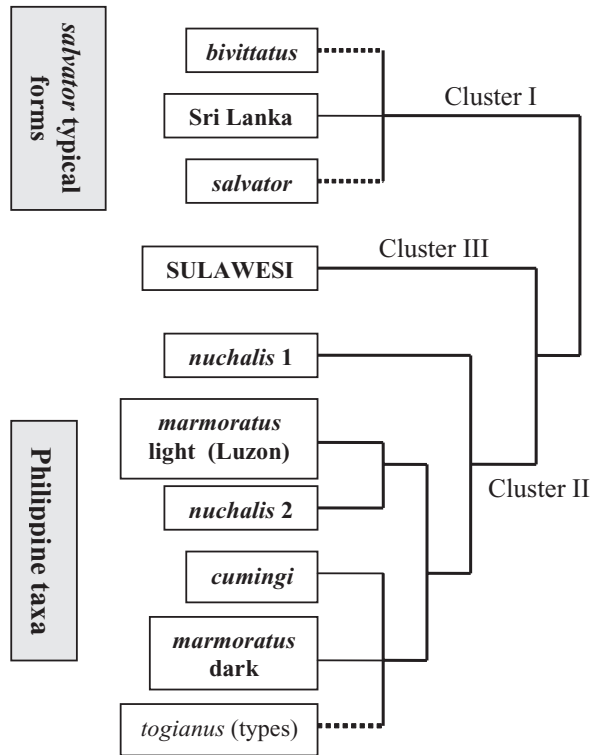 salvator typical
forms
bivittatus
Sri Lanka
salvator
Cluster I
SULAWESI
Cluster III
nuchalis 1
Philippine taxa
marmoratus
light (Luzon)
nuchalis 2
Cluster II
cumingi
marmoratus
dark
togianus (types)